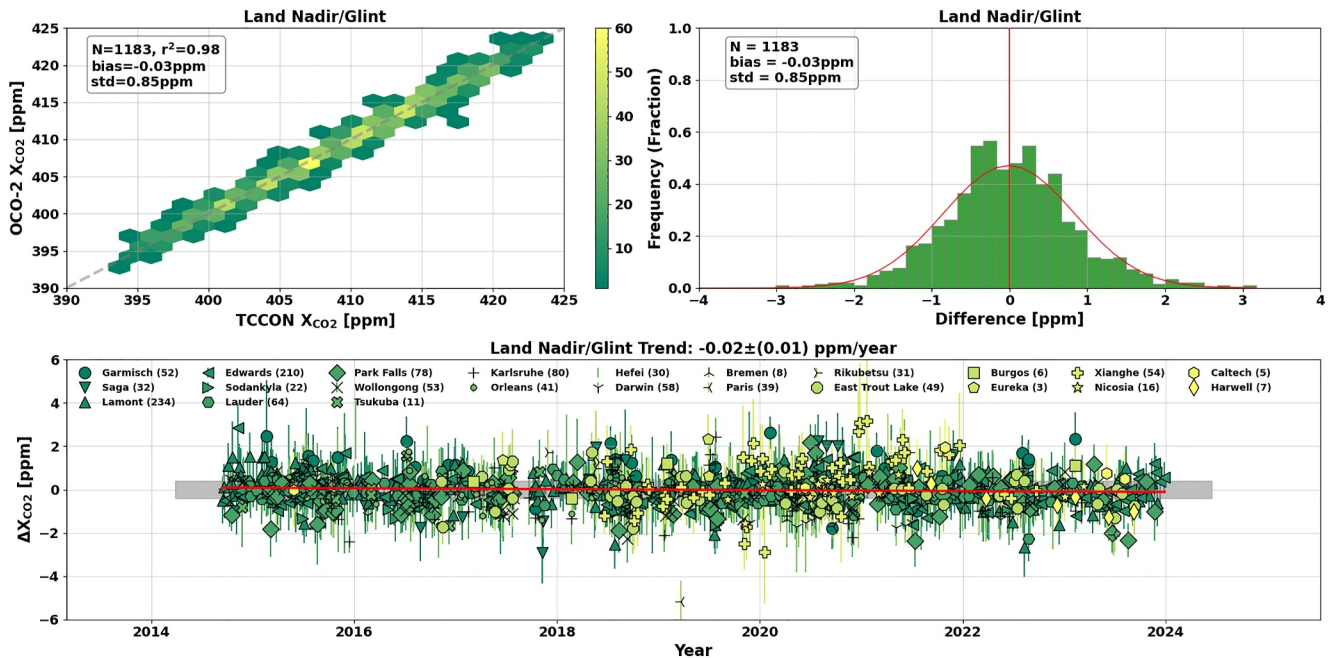 Land Nadir/Glint
425
420
415
410
405
400
395
390
OCO-2 XCO2 [ppm]
N=1183, r²=0.98
bias=-0.03ppm
std=0.85ppm
390 395 400 405 410 415 420 425
TCCON XCO2 [ppm]
60
50
40
30
20
10
Land Nadir/Glint
1.0
0.8
0.6
0.4
0.2
0.0
Frequency (Fraction)
N = 1183
bias = -0.03ppm
std = 0.85ppm
−4 −3 −2 −1 0 1 2 3 4
Difference [ppm]
Land Nadir/Glint Trend: -0.02±(0.01) ppm/year
6
4
2
0
−2
−4
−6
ΔXCO2 [ppm]
Garmisch (52) Edwards (210) Park Falls (78) Karlsruhe (80) Hefei (30) Bremen (8) Rikubetsu (31) Burgos (6) Xianghe (54) Caltech (5)
Saga (32) Sodankyla (22) Wollongong (53) Orleans (41) Darwin (58) Paris (39) East Trout Lake (49) Eureka (3) Nicosia (16) Harwell (7)
Lamont (234) Lauder (64) Tsukuba (11)
2014 2016 2018 2020 2022 2024
Year